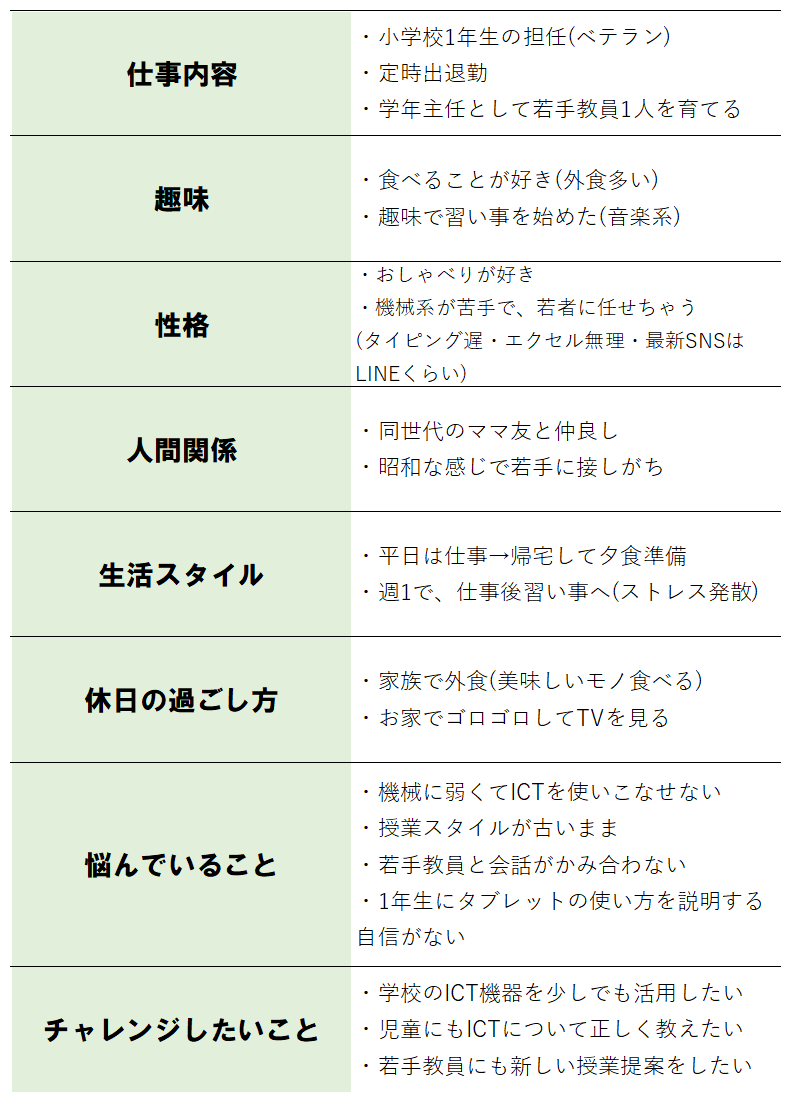 仕事内容
・小学校1年生の担任(ベテラン)
・定時出退勤
・学年主任として若手教員1人を育てる
趣味
・食べることが好き(外食多い)
・趣味で習い事を始めた(音楽系)
性格
・おしゃべりが好き
・機械系が苦手で、若者に任せちゃう
(タイピング遅・エクセル無理・最新SNSは
LINEくらい)
人間関係
・同世代のママ友と仲良し
・昭和な感じで若手に接しがち
生活スタイル
・平日は仕事→帰宅して夕食準備
・週1で、仕事後習い事へ(ストレス発散)
休日の過ごし方
・家族で外食(美味しいモノ食べる)
・お家でゴロゴロしてTVを見る
悩んでいること
・機械に弱くてICTを使いこなせない
・授業スタイルが古いまま
・若手教員と会話がかみ合わない
・1年生にタブレットの使い方を説明する
自信がない
チャレンジしたいこと
・学校のICT機器を少しでも活用したい
・児童にもICTについて正しく教えたい
・若手教員にも新しい授業提案をしたい